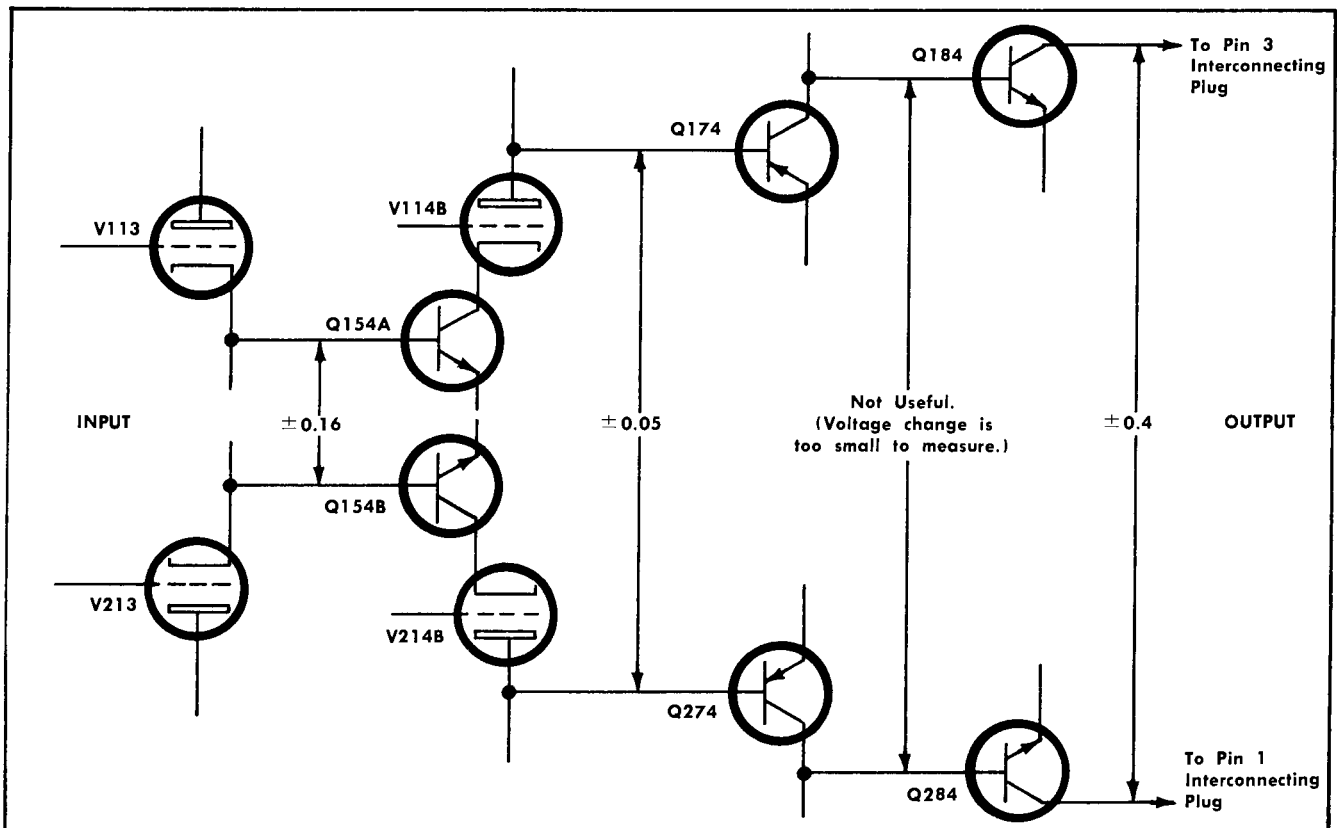 Q184
To Pin 3
Interconnecting
Plug
Q174
V113
V114B
Q154A
INPUT
±0.16
±0.05
Not Useful.
(Voltage change is
too small to measure.)
±0.4
OUTPUT
Q154B
V213
V214B
Q274
Q284
To Pin 1
Interconnecting
Plug